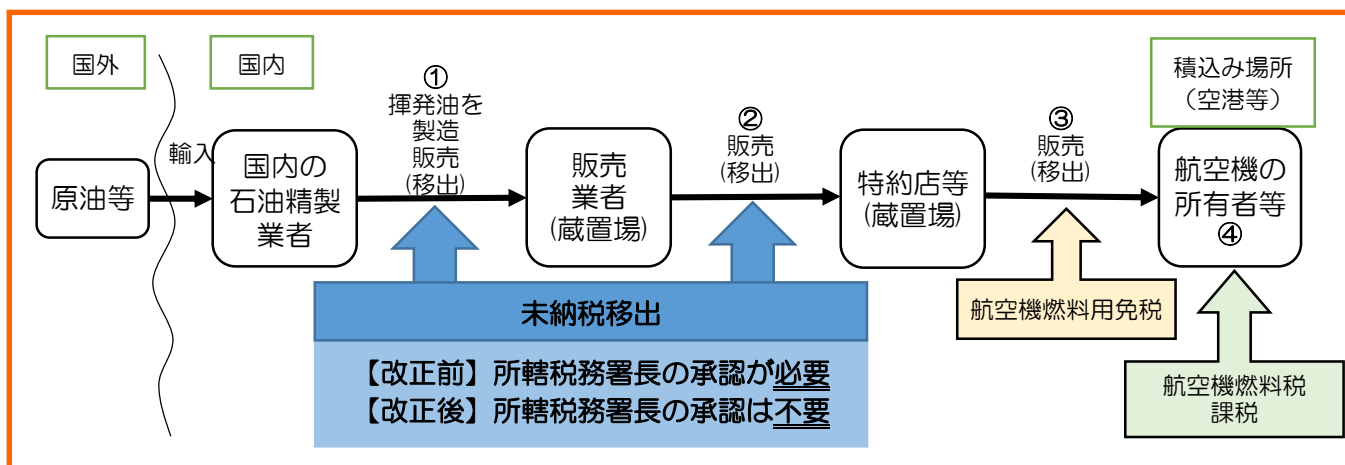 国外
国内
積込み場所
（空港等）
原油等
輸入
国内の
石油精製
業者
①
揮発油を
製造
販売
(移出)
販売
業者
(蔵置場)
②
販売
(移出)
特約店等
(蔵置場)
③
販売
(移出)
航空機の
所有者等
④
未納税移出
【改正前】所轄税務署長の承認が必要
【改正後】所轄税務署長の承認は不要
航空機燃料用免税
航空機燃料税
課税